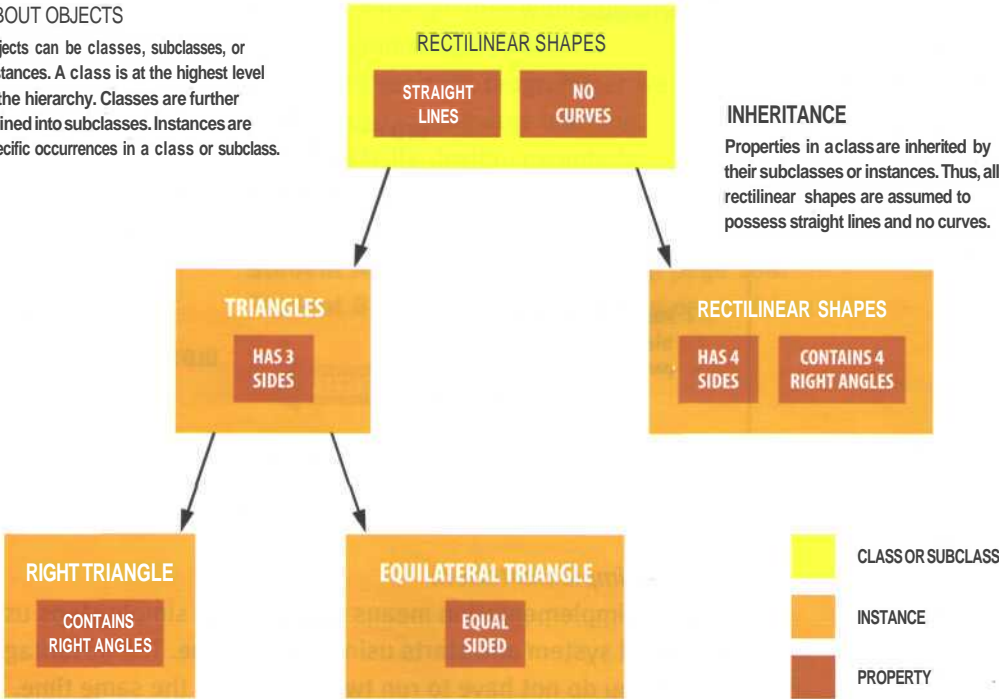 BOUT OBJECTS
jects can be classes, subclasses, or
stances. A class is at the highest level
the hierarchy. Classes are further
ined into subclasses. Instances are
ecific occurrences in a class or subclass.
RECTILINEAR SHAPES
STRAIGHT
LINES
NO
CURVES
INHERITANCE
Properties in a class are inherited by
their subclasses or instances. Thus, all
rectilinear shapes are assumed to
possess straight lines and no curves.
TRIANGLES
HAS 3
SIDES
RECTILINEAR SHAPES
HAS 4
SIDES
CONTAINS 4
RIGHT ANGLES
RIGHT TRIANGLE
CONTAINS
RIGHT ANGLES
EQUILATERAL TRIANGLE
EQUAL
SIDED
CLASS OR SUBCLASS
INSTANCE
PROPERTY